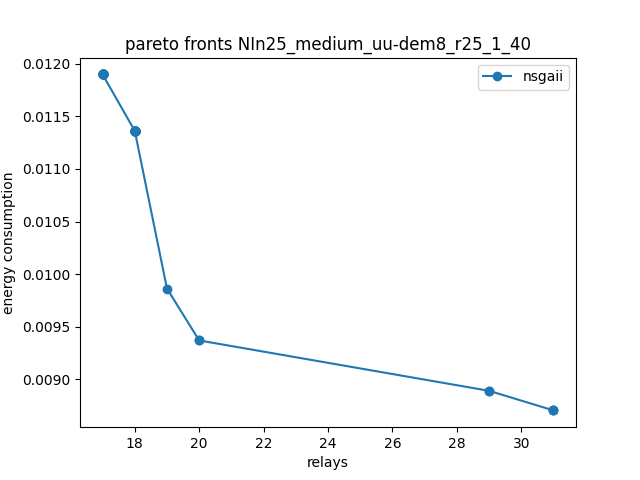 pareto fronts NIn25_medium_uu-dem8_r25_1_40
nsgaii
energy consumption
0.0120
0.0115
0.0110
0.0105
0.0100
0.0095
0.0090
18 20 22 24 26 28 30
relays